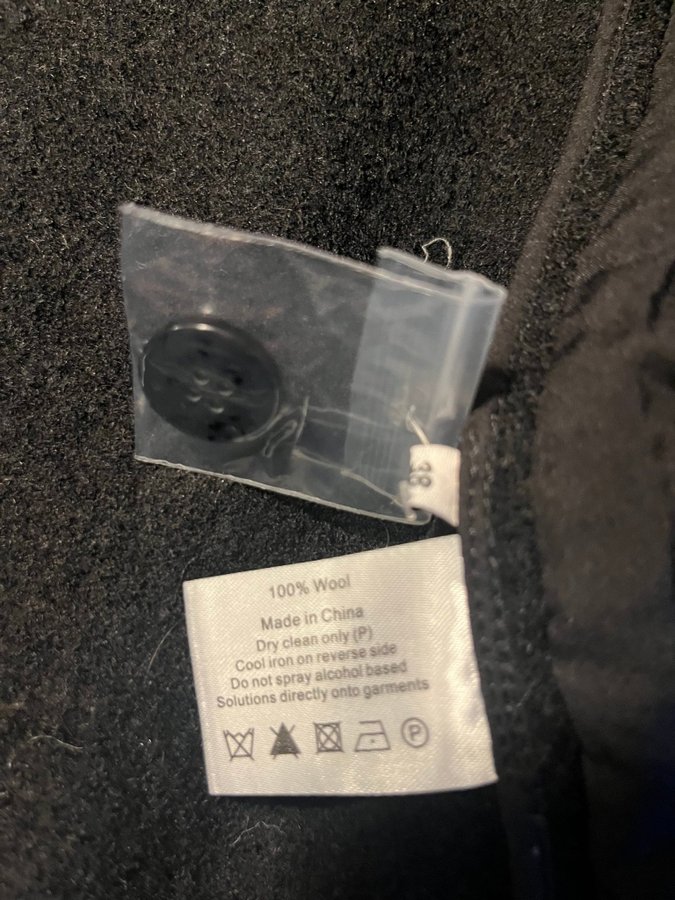 38
100% Wool
Made in China
Dry clean only (P)
Cool iron on reverse side
Do not spray alcohol based
Solutions directly onto garments
P